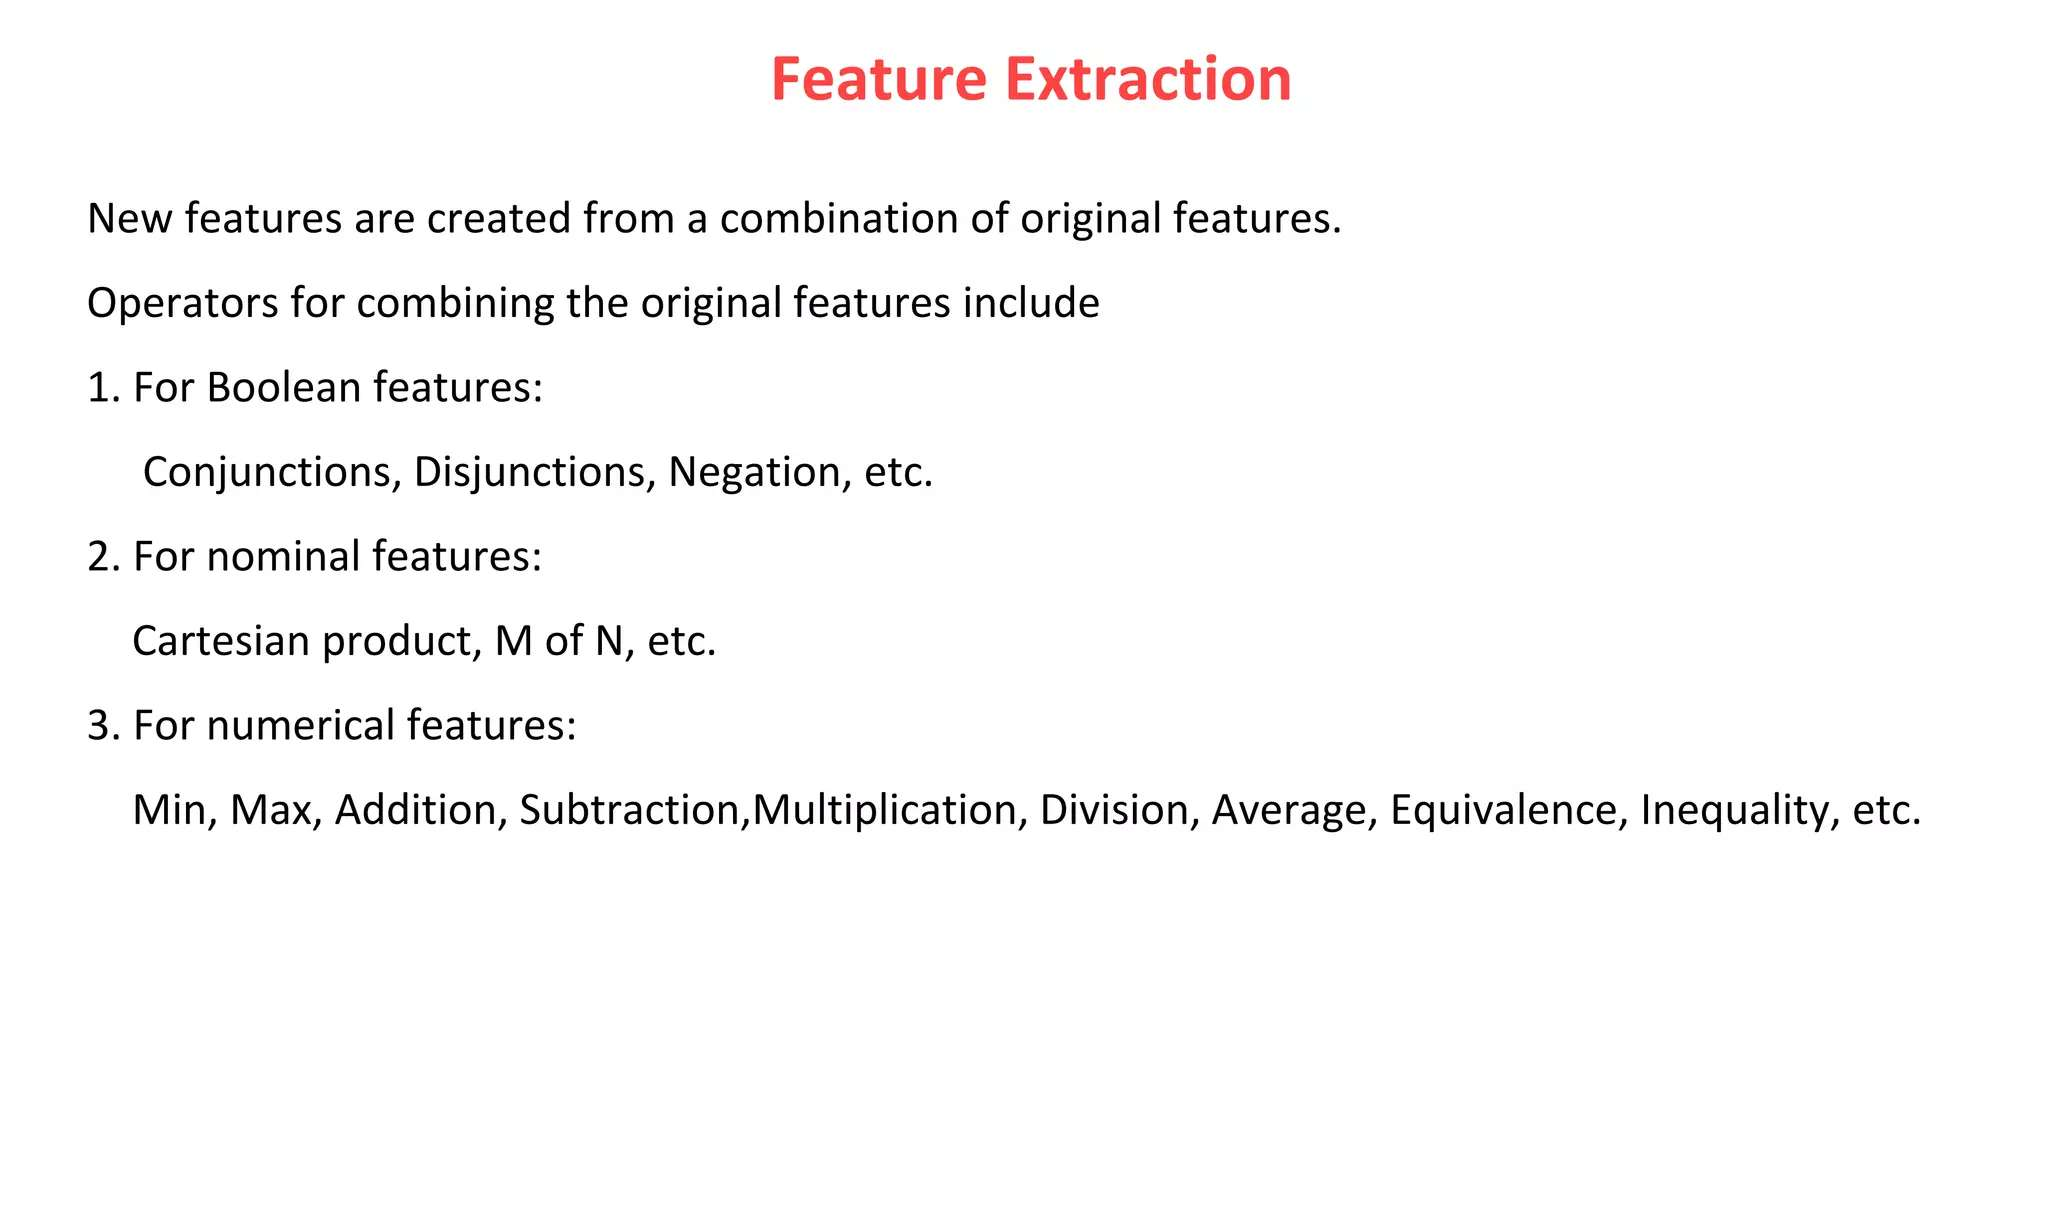 Feature Extraction
New features are created from a combination of original features.
Operators for combining the original features include
1. For Boolean features:
Conjunctions, Disjunctions, Negation, etc.
2. For nominal features:
Cartesian product, M of N, etc.
3. For numerical features:
Min, Max, Addition, Subtraction,Multiplication, Division, Average, Equivalence, Inequality, etc.